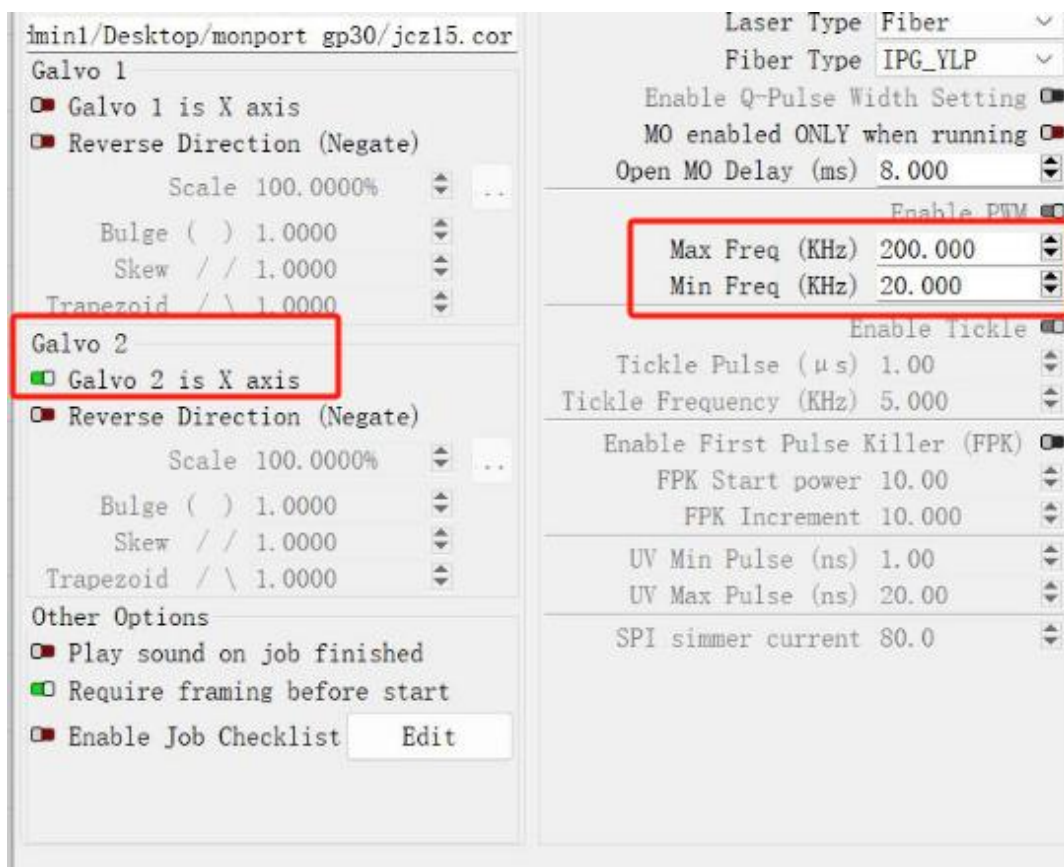 iminl/Desktop/monport gp30/jcz15.cor
Galvo 1
Galvo 1 is X axis
Reverse Direction (Negate)
Scale 100.0000% ..
Bulge ( ) 1.0000
Skew / / 1.0000
Trapezoid / \ 1.0000
Galvo 2
Galvo 2 is X axis
Reverse Direction (Negate)
Scale 100.0000% ..
Bulge ( ) 1.0000
Skew / / 1.0000
Trapezoid / \ 1.0000
Other Options
Play sound on job finished
Require framing before start
Enable Job Checklist Edit
Laser Type Fiber
Fiber Type IPG_YLP
Enable Q-Pulse Width Setting
MO enabled ONLY when running
Open MO Delay (ms) 8.000
Enable PWM
Max Freq (KHz) 200.000
Min Freq (KHz) 20.000
Enable Tickle
Tickle Pulse (μs) 1.00
Tickle Frequency (KHz) 5.000
Enable First Pulse Killer (FPK)
FPK Start power 10.00
FPK Increment 10.000
UV Min Pulse (ns) 1.00
UV Max Pulse (ns) 20.00
SPI simmer current 80.0